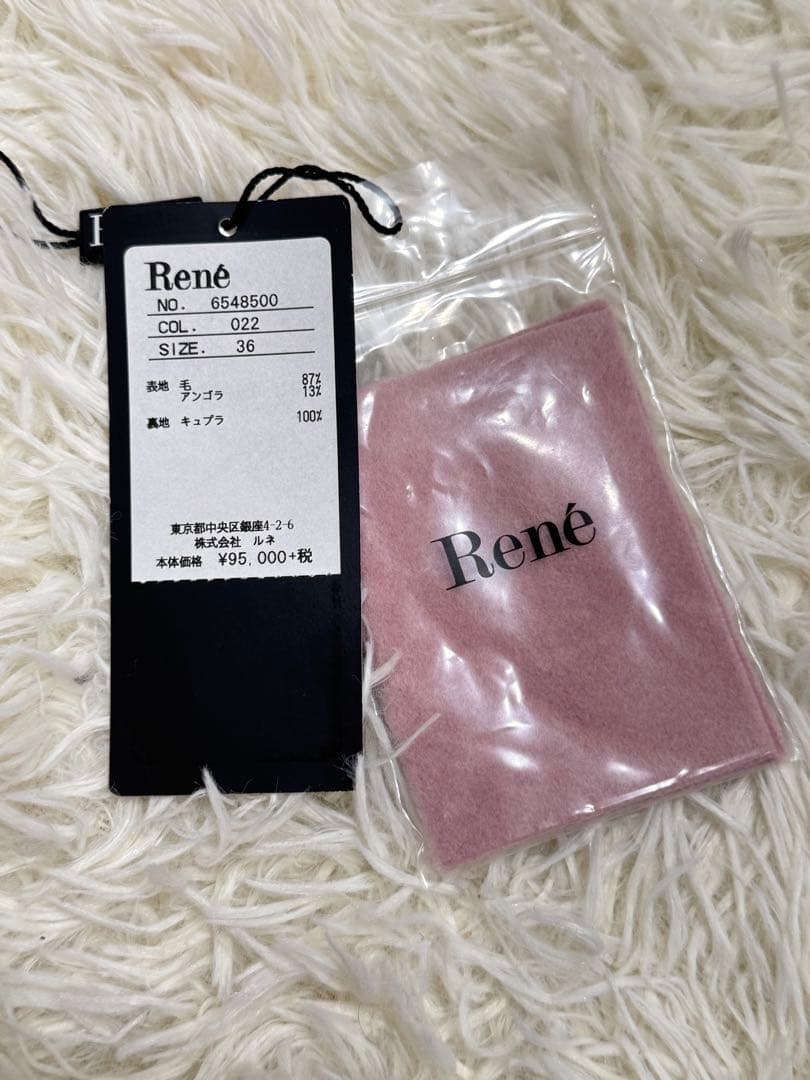 René
NO. 6548500
COL. 022
SIZE. 36
表地 毛 87%
アンゴラ 13%
裏地 キュプラ 100%
東京都中央区銀座4-2-6
株式会社 ルネ
本体価格 ¥95,000+税
René